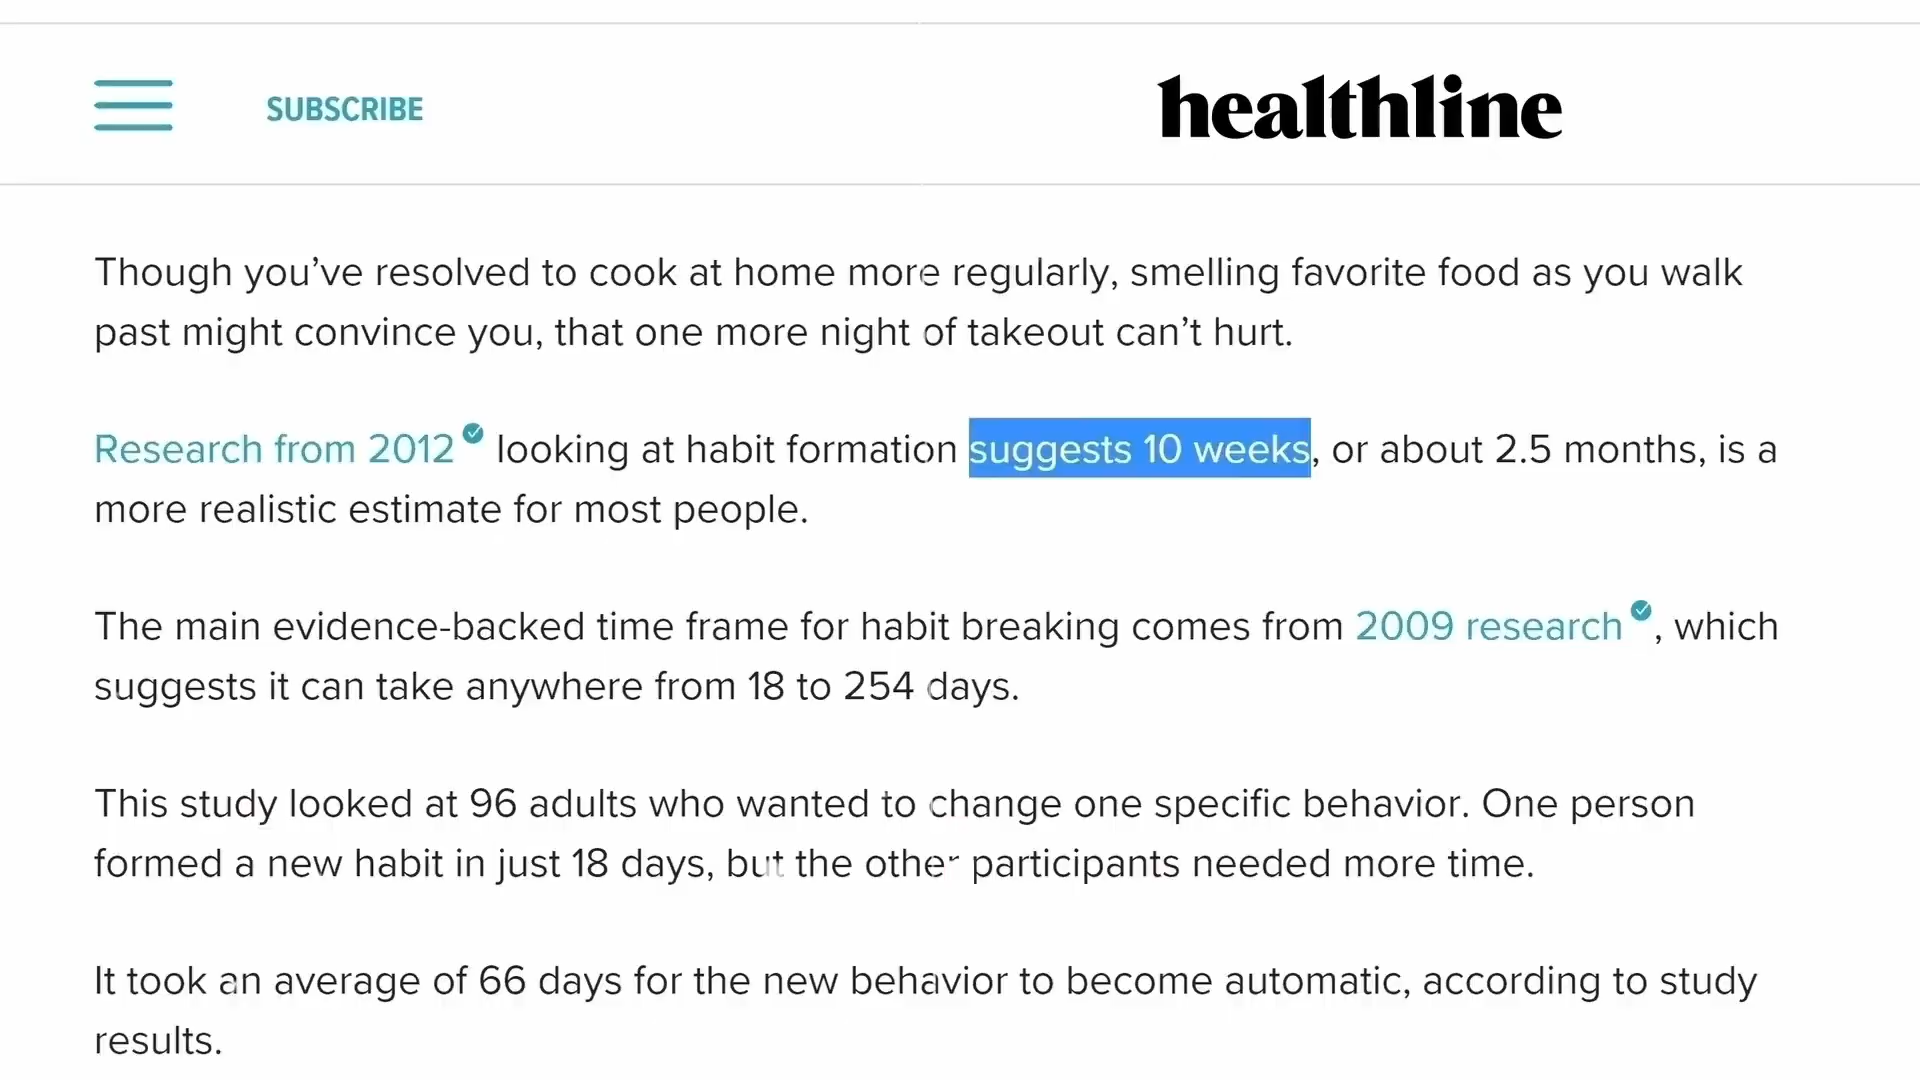 SUBSCRIBE
healthline
Though you’ve resolved to cook at home more regularly, smelling favorite food as you walk
past might convince you, that one more night of takeout can’t hurt.
Research from 2012 looking at habit formation suggests 10 weeks, or about 2.5 months, is a
more realistic estimate for most people.
The main evidence-backed time frame for habit breaking comes from 2009 research, which
suggests it can take anywhere from 18 to 254 days.
This study looked at 96 adults who wanted to change one specific behavior. One person
formed a new habit in just 18 days, but the other participants needed more time.
It took an average of 66 days for the new behavior to become automatic, according to study
results.